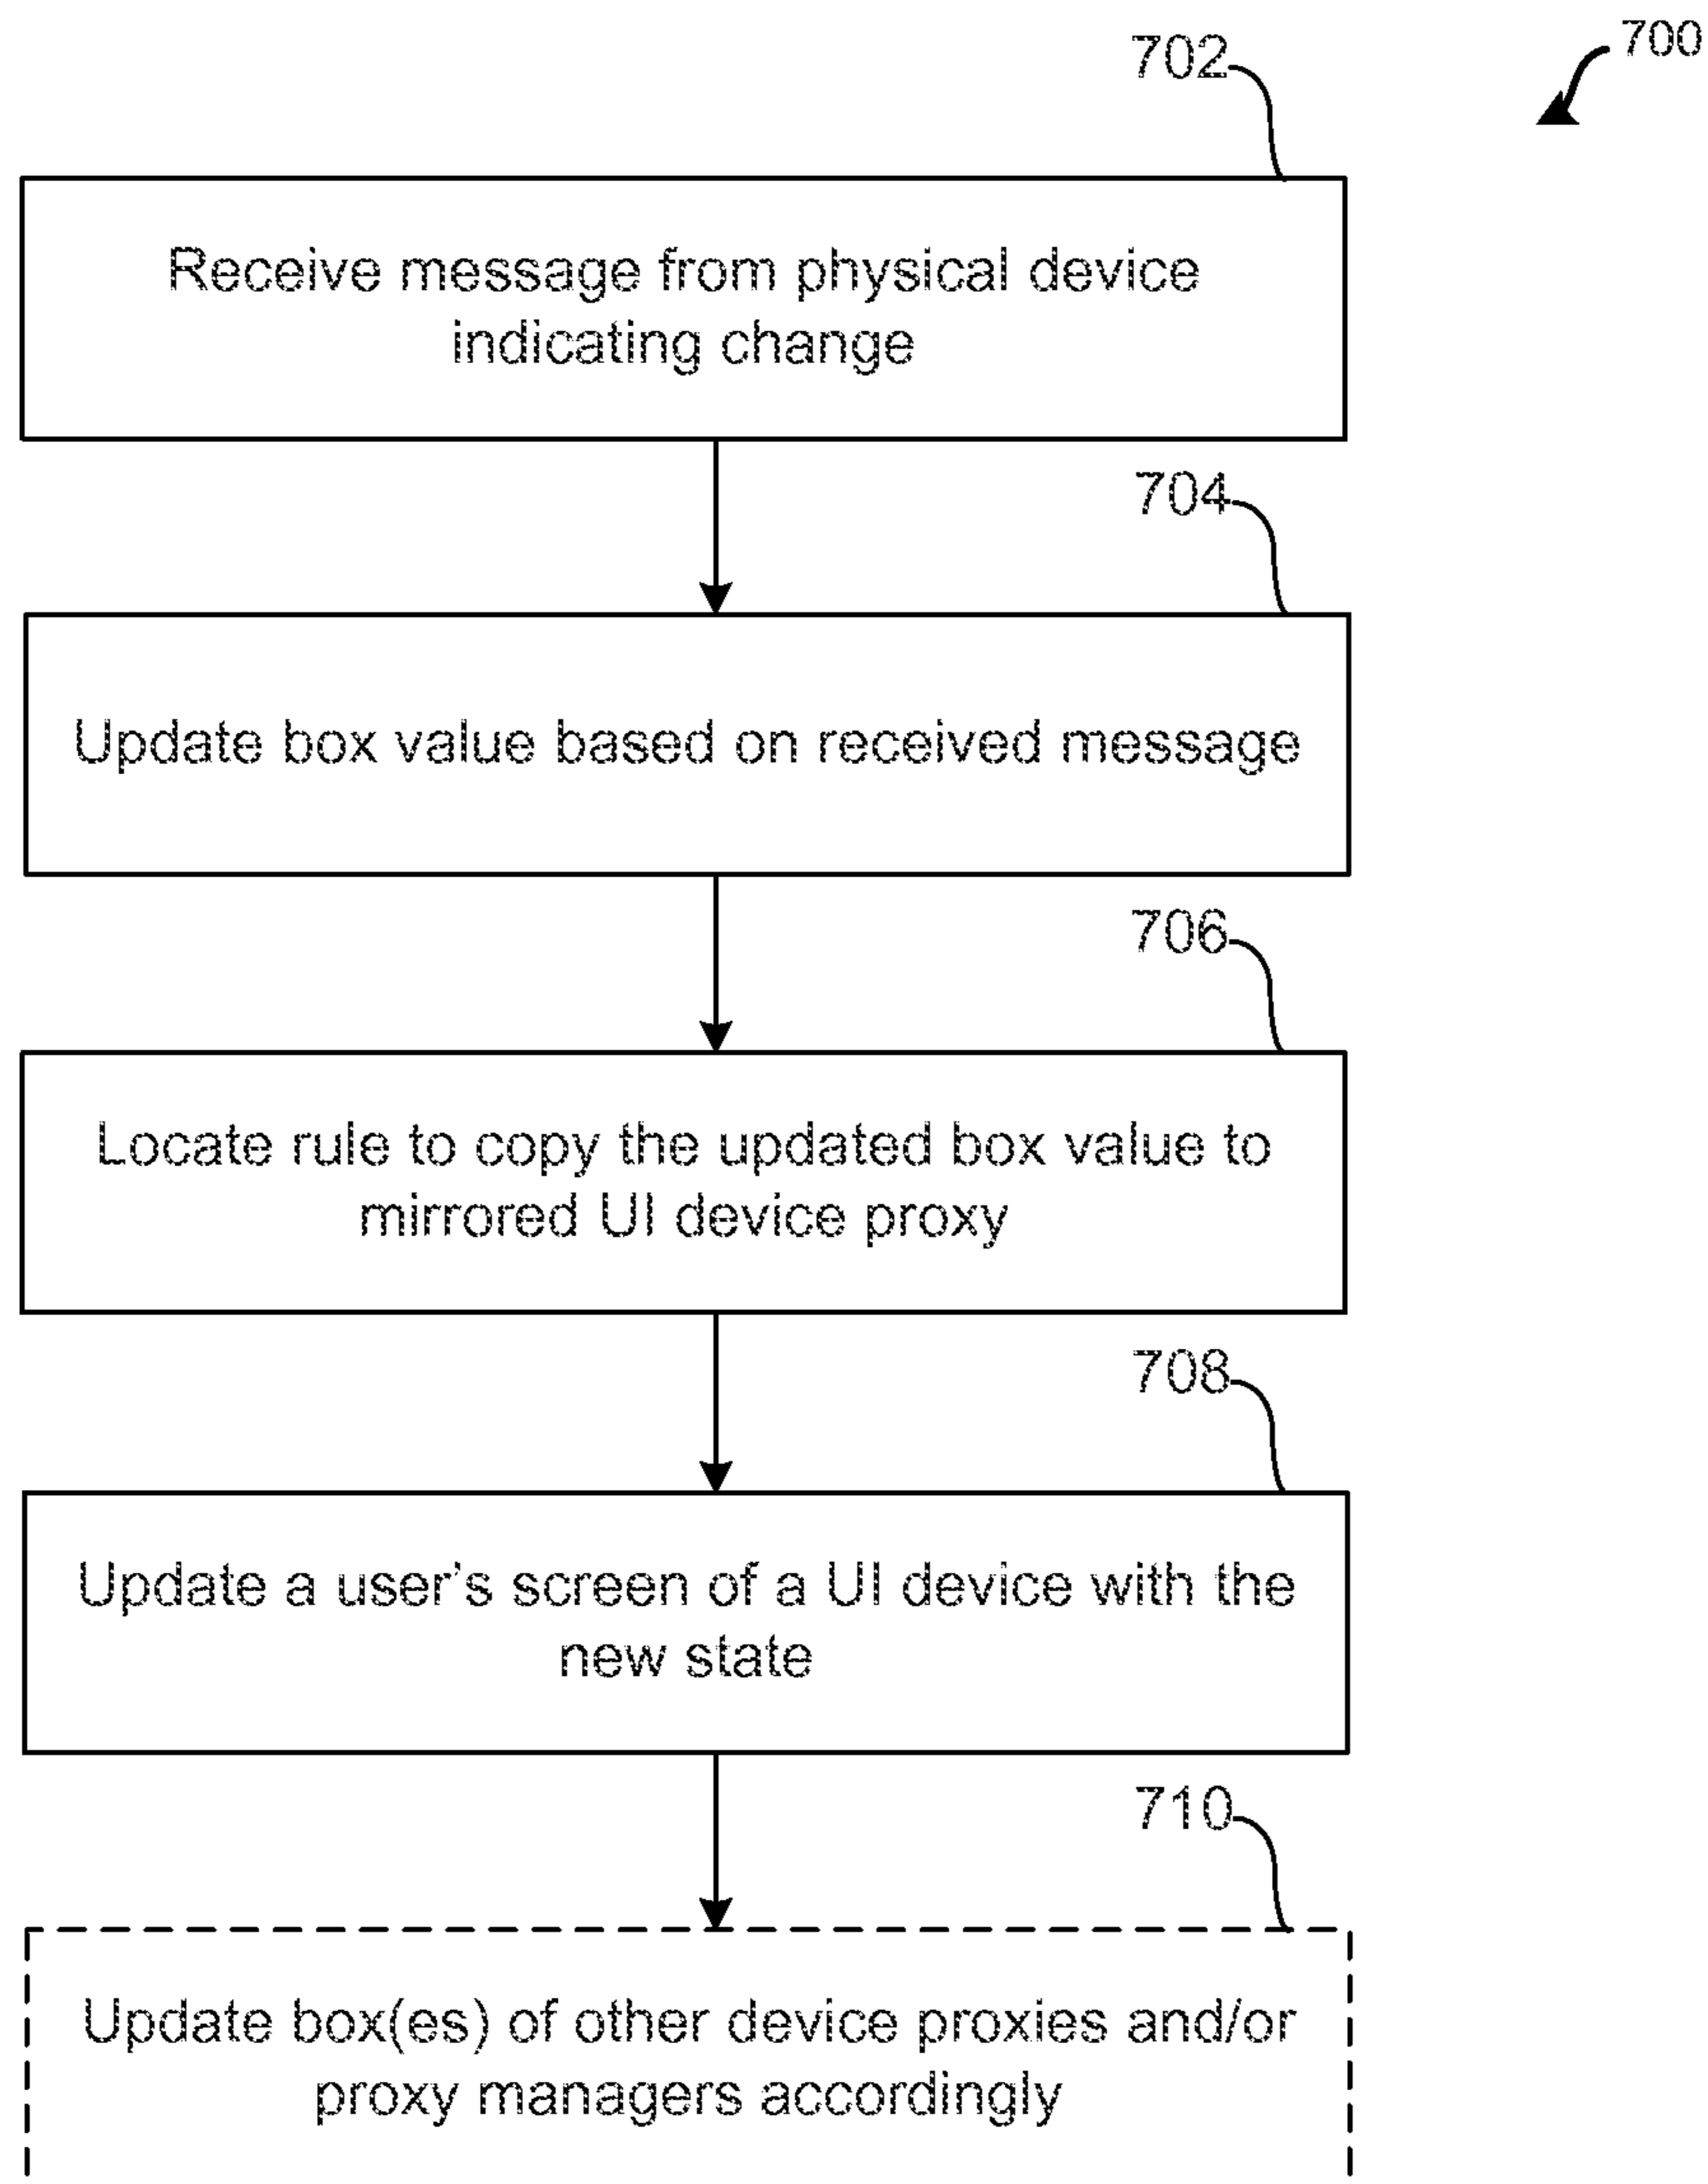 700
702
Receive message from physical device
indicating change
704
Update box value based on received message
706
Locate rule to copy the updated box value to
mirrored UI device proxy
708
Update a user's screen of a UI device with the
new state
710
Update box(es) of other device proxies and/or
proxy managers accordingly